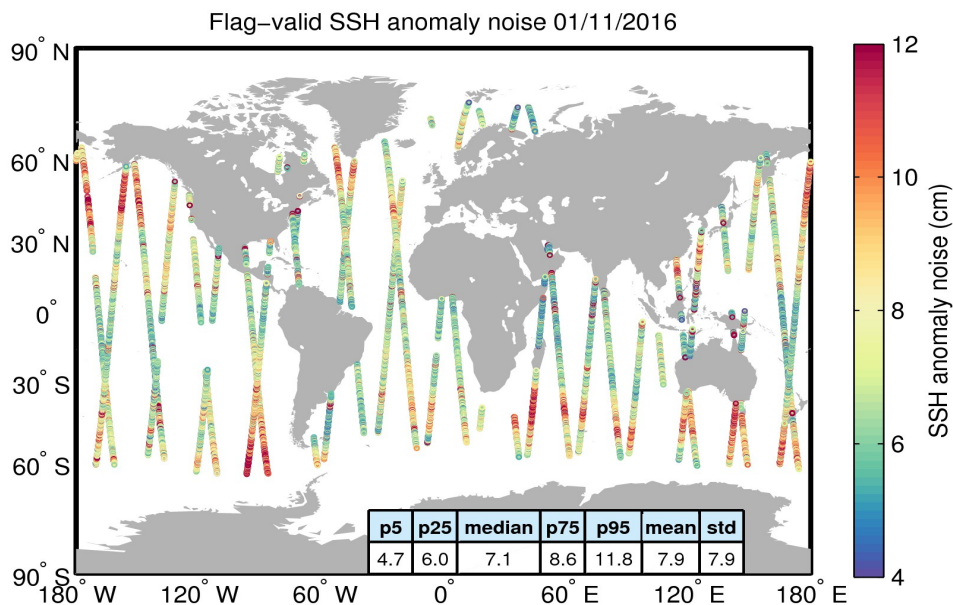 Flag−valid SSH anomaly noise 01/11/2016
90° N
60° N
30° N
0°
30° S
60° S
90° S
180° W
120° W
60° W
0°
60° E
120° E
180° E
p5 p25 median p75 p95 mean std
4.7 6.0 7.1 8.6 11.8 7.9 7.9
12
10
8
6
4
SSH anomaly noise (cm)